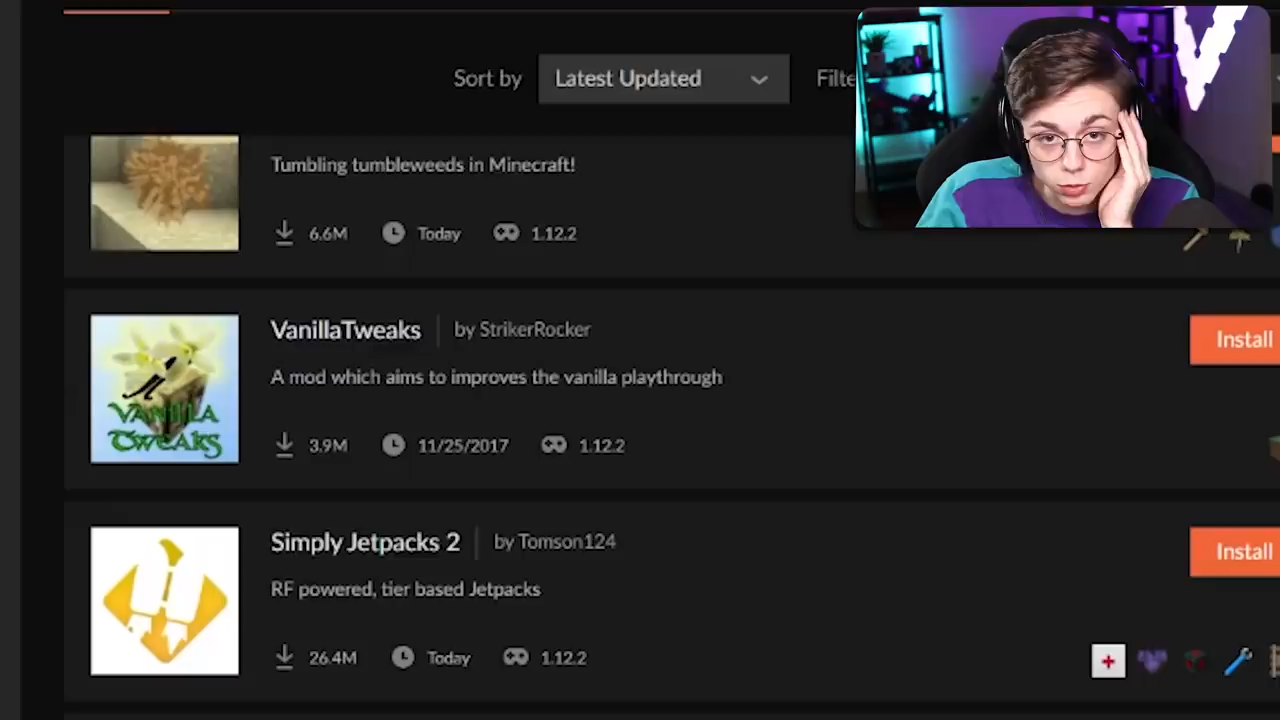 Sort by Latest Updated
Tumbling tumbleweeds in Minecraft!
6.6M Today 1.12.2
VanillaTweaks by StrikerRocker
Install
A mod which aims to improves the vanilla playthrough
VANILLA
TWEAKS
3.9M 11/25/2017 1.12.2
Simply Jetpacks 2 by Tomson124
Install
RF powered, tier based Jetpacks
26.4M Today 1.12.2